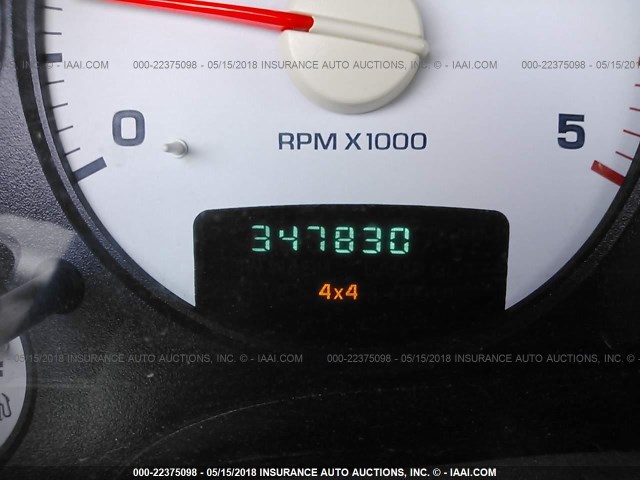 - IAAI.COM 000-22375098 - 05/15/2018 INSURANCE AUTO AUCTIONS, INC. © - IAAI.COM 000-22375098 - 05/15/2018
0 5
RPM X1000
347830
4x4
05/15/2018 INSURANCE AUTO AUCTIONS, INC. © - IAAI.COM 000-22375098 - 05/15/2018 INSURANCE AUTO AUCTIONS, INC. © -
000-22375098 - 05/15/2018 INSURANCE AUTO AUCTIONS, INC. © - IAAI.COM